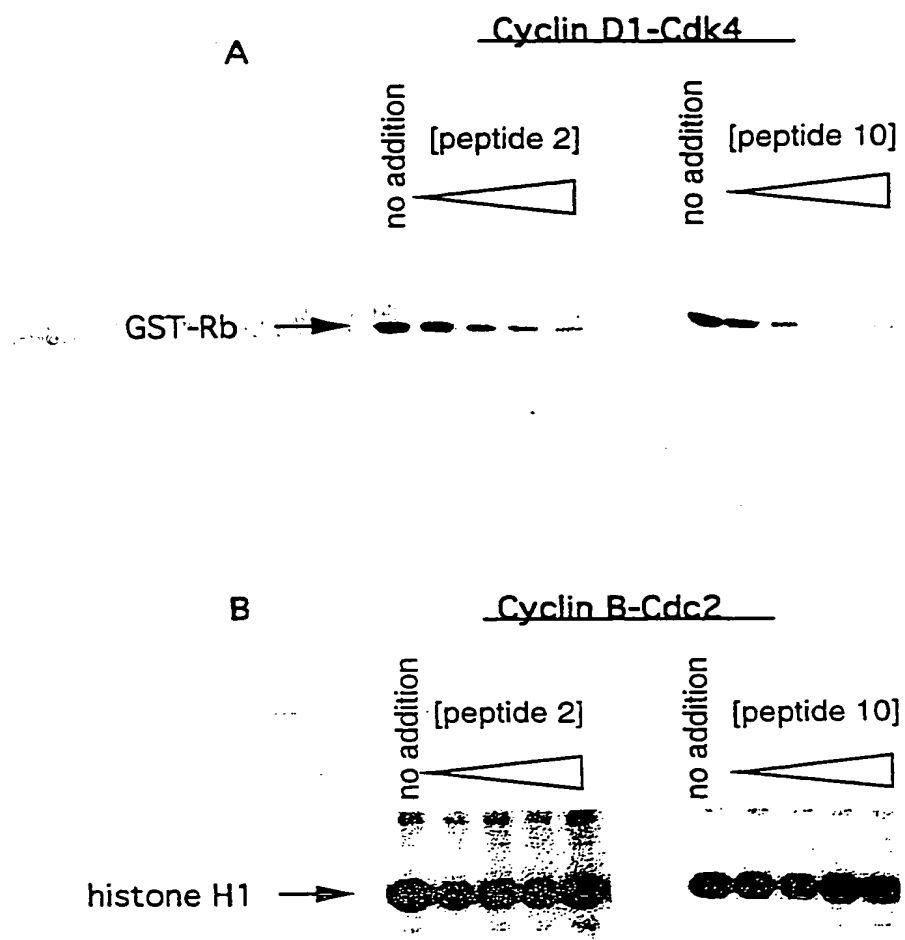 A
Cyclin D1-Cdk4
no addition
[peptide 2]
no addition
[peptide 10]
GST-Rb
B
Cyclin B-Cdc2
no addition
[peptide 2]
no addition
[peptide 10]
histone H1